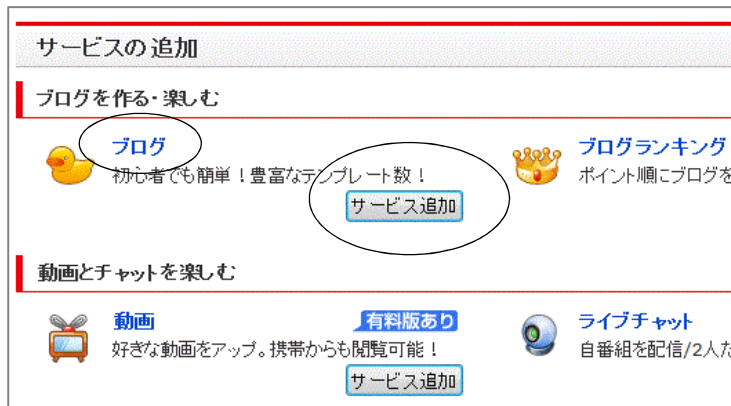 サービスの追加
ブログを作る・楽しむ
ブログ
初心者でも簡単！豊富なテンプレート数！
サービス追加
ブログランキング
ポイント順にブログを
動画とチャットを楽しむ
動画
有料版あり
好きな動画をアップ。携帯からも閲覧可能！
サービス追加
ライブチャット
自番組を配信/2人た